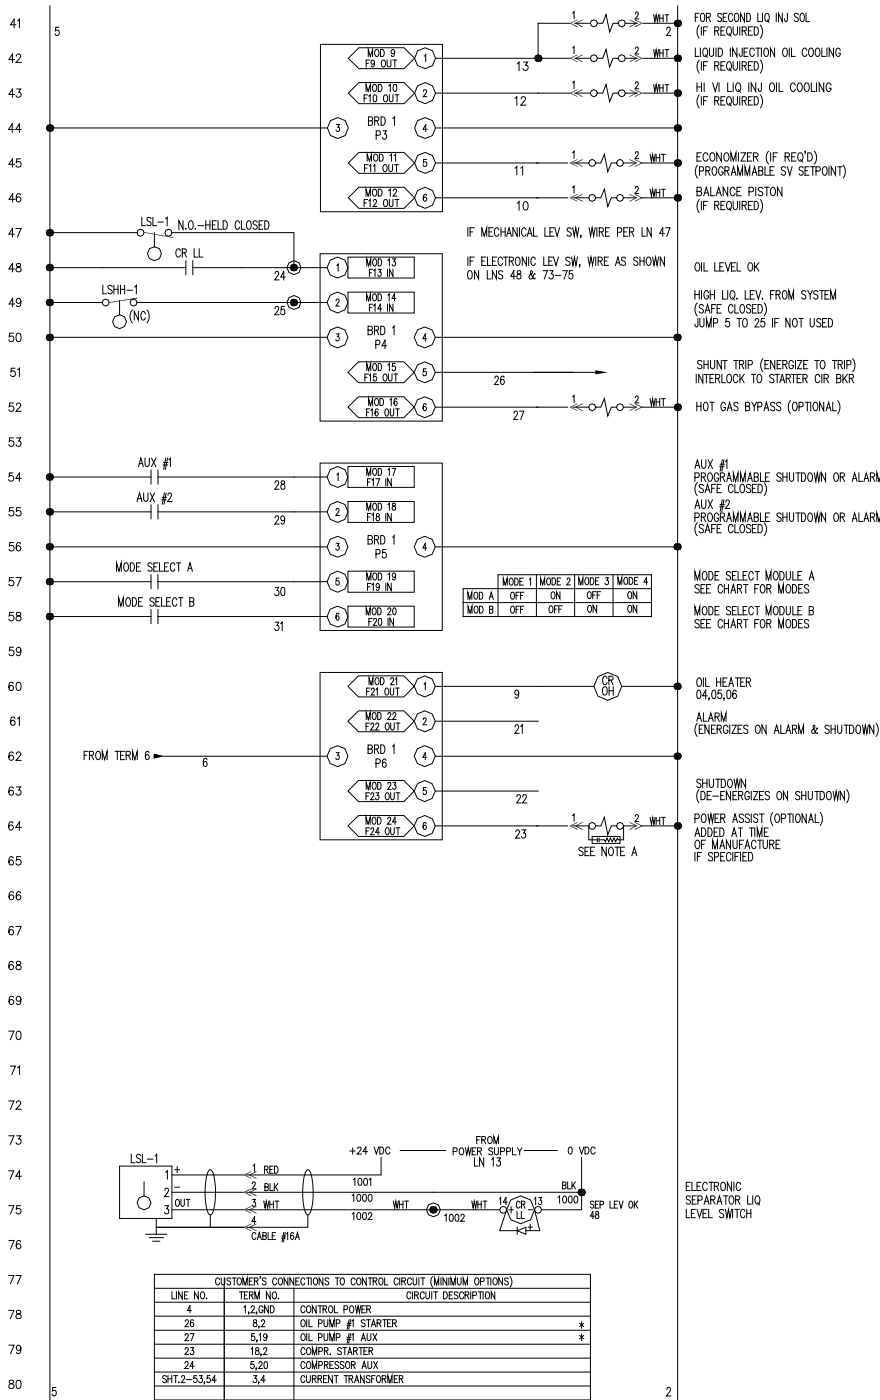 41 5 1 2 WHT 2 FOR SECOND LIQ INJ SOL
(IF REQUIRED)
42 MOD 9 1 13 1 2 WHT LIQUID INJECTION OIL COOLING
F9 OUT (IF REQUIRED)
43 MOD 10 2 12 1 2 WHT HI VI LIQ INJ OIL COOLING
F10 OUT (IF REQUIRED)
44 3 BRD 1 4
P3
45 MOD 11 5 11 1 2 WHT ECONOMIZER (IF REQ'D)
F11 OUT (PROGRAMMABLE SV SETPOINT)
46 MOD 12 6 10 1 2 WHT BALANCE PISTON
F12 OUT (IF REQUIRED)
47 LSL-1 N.O.-HELD CLOSED IF MECHANICAL LEV SW, WIRE PER LN 47
CR LL
48 24 1 MOD 13 IF ELECTRONIC LEV SW, WIRE AS SHOWN OIL LEVEL OK
F13 IN ON LNS 48 & 73-75
49 LSHH-1 25 2 MOD 14 HIGH LIQ. LEV. FROM SYSTEM
(NC) F14 IN (SAFE CLOSED)
JUMP 5 TO 25 IF NOT USED
50 3 BRD 1 4
P4
51 MOD 15 5 26 SHUNT TRIP (ENERGIZE TO TRIP)
F15 OUT INTERLOCK TO STARTER CIR BKR
52 MOD 16 6 27 1 2 WHT HOT GAS BYPASS (OPTIONAL)
F16 OUT
53
54 AUX #1 28 1 MOD 17 AUX #1
F17 IN PROGRAMMABLE SHUTDOWN OR ALARM
(SAFE CLOSED)
55 AUX #2 29 2 MOD 18 AUX #2
F18 IN PROGRAMMABLE SHUTDOWN OR ALARM
(SAFE CLOSED)
56 3 BRD 1 4
P5
57 MODE SELECT A 30 5 MOD 19 MODE SELECT MODULE A
F19 IN SEE CHART FOR MODES
MODE 1 MODE 2 MODE 3 MODE 4
MOD A OFF ON OFF ON
MOD B OFF OFF ON ON
58 MODE SELECT B 31 6 MOD 20 MODE SELECT MODULE B
F20 IN SEE CHART FOR MODES
59
60 MOD 21 1 9 CR OIL HEATER
F21 OUT OH 04,05,06
61 MOD 22 2 21 ALARM
F22 OUT (ENERGIZES ON ALARM & SHUTDOWN)
62 FROM TERM 6 6 3 BRD 1 4
P6
63 MOD 23 5 22 SHUTDOWN
F23 OUT (DE-ENERGIZES ON SHUTDOWN)
64 MOD 24 6 23 1 2 WHT POWER ASSIST (OPTIONAL)
F24 OUT ADDED AT TIME
SEE NOTE A OF MANUFACTURE
IF SPECIFIED
65
66
67
68
69
70
71
72
73 FROM
+24 VDC POWER SUPPLY 0 VDC
LN 13
74 LSL-1 + 1 1 RED 1001
- 2 2 BLK 1000 BLK 1000 ELECTRONIC
SEPARATOR LIQ
LEVEL SWITCH
75 OUT 3 3 WHT 1002 WHT 1002 WHT 14 + CR LL 13 SEP LEV OK
48
4
CABLE #16A
76
77 CUSTOMER'S CONNECTIONS TO CONTROL CIRCUIT (MINIMUM OPTIONS)
LINE NO. TERM NO. CIRCUIT DESCRIPTION
78 4 1,2,GND CONTROL POWER
26 8,2 OIL PUMP #1 STARTER *
79 27 5,19 OIL PUMP #1 AUX *
23 18,2 COMPR. STARTER
24 5,20 COMPRESSOR AUX
80 SHT.2-53,54 3,4 CURRENT TRANSFORMER
5 2